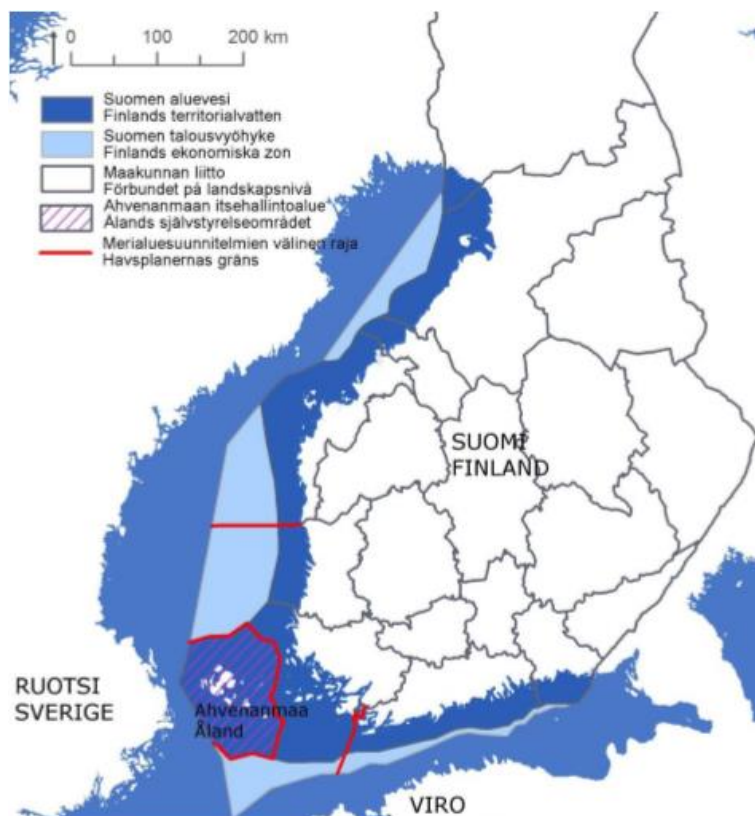 0 100 200 km
Suomen aluevesi
Finlands territorialvatten
Suomen talousvyöhyke
Finlands ekonomiska zon
Maakunnan liitto
Förbundet på landskapsnivå
Ahvenanmaan itsehallintoalue
Ålands självstyrelseområdet
Merialuesuunnitelmien välinen raja
Havsplanernas gräns
SUOMI
FINLAND
RUOTSI
SVERIGE
Ahvenanmaa
Åland
VIRO